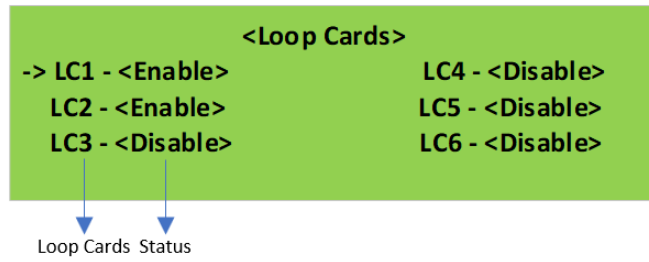 <Loop Cards>
-> LC1 - <Enable> LC4 - <Disable>
LC2 - <Enable> LC5 - <Disable>
LC3 - <Disable> LC6 - <Disable>
Loop Cards Status